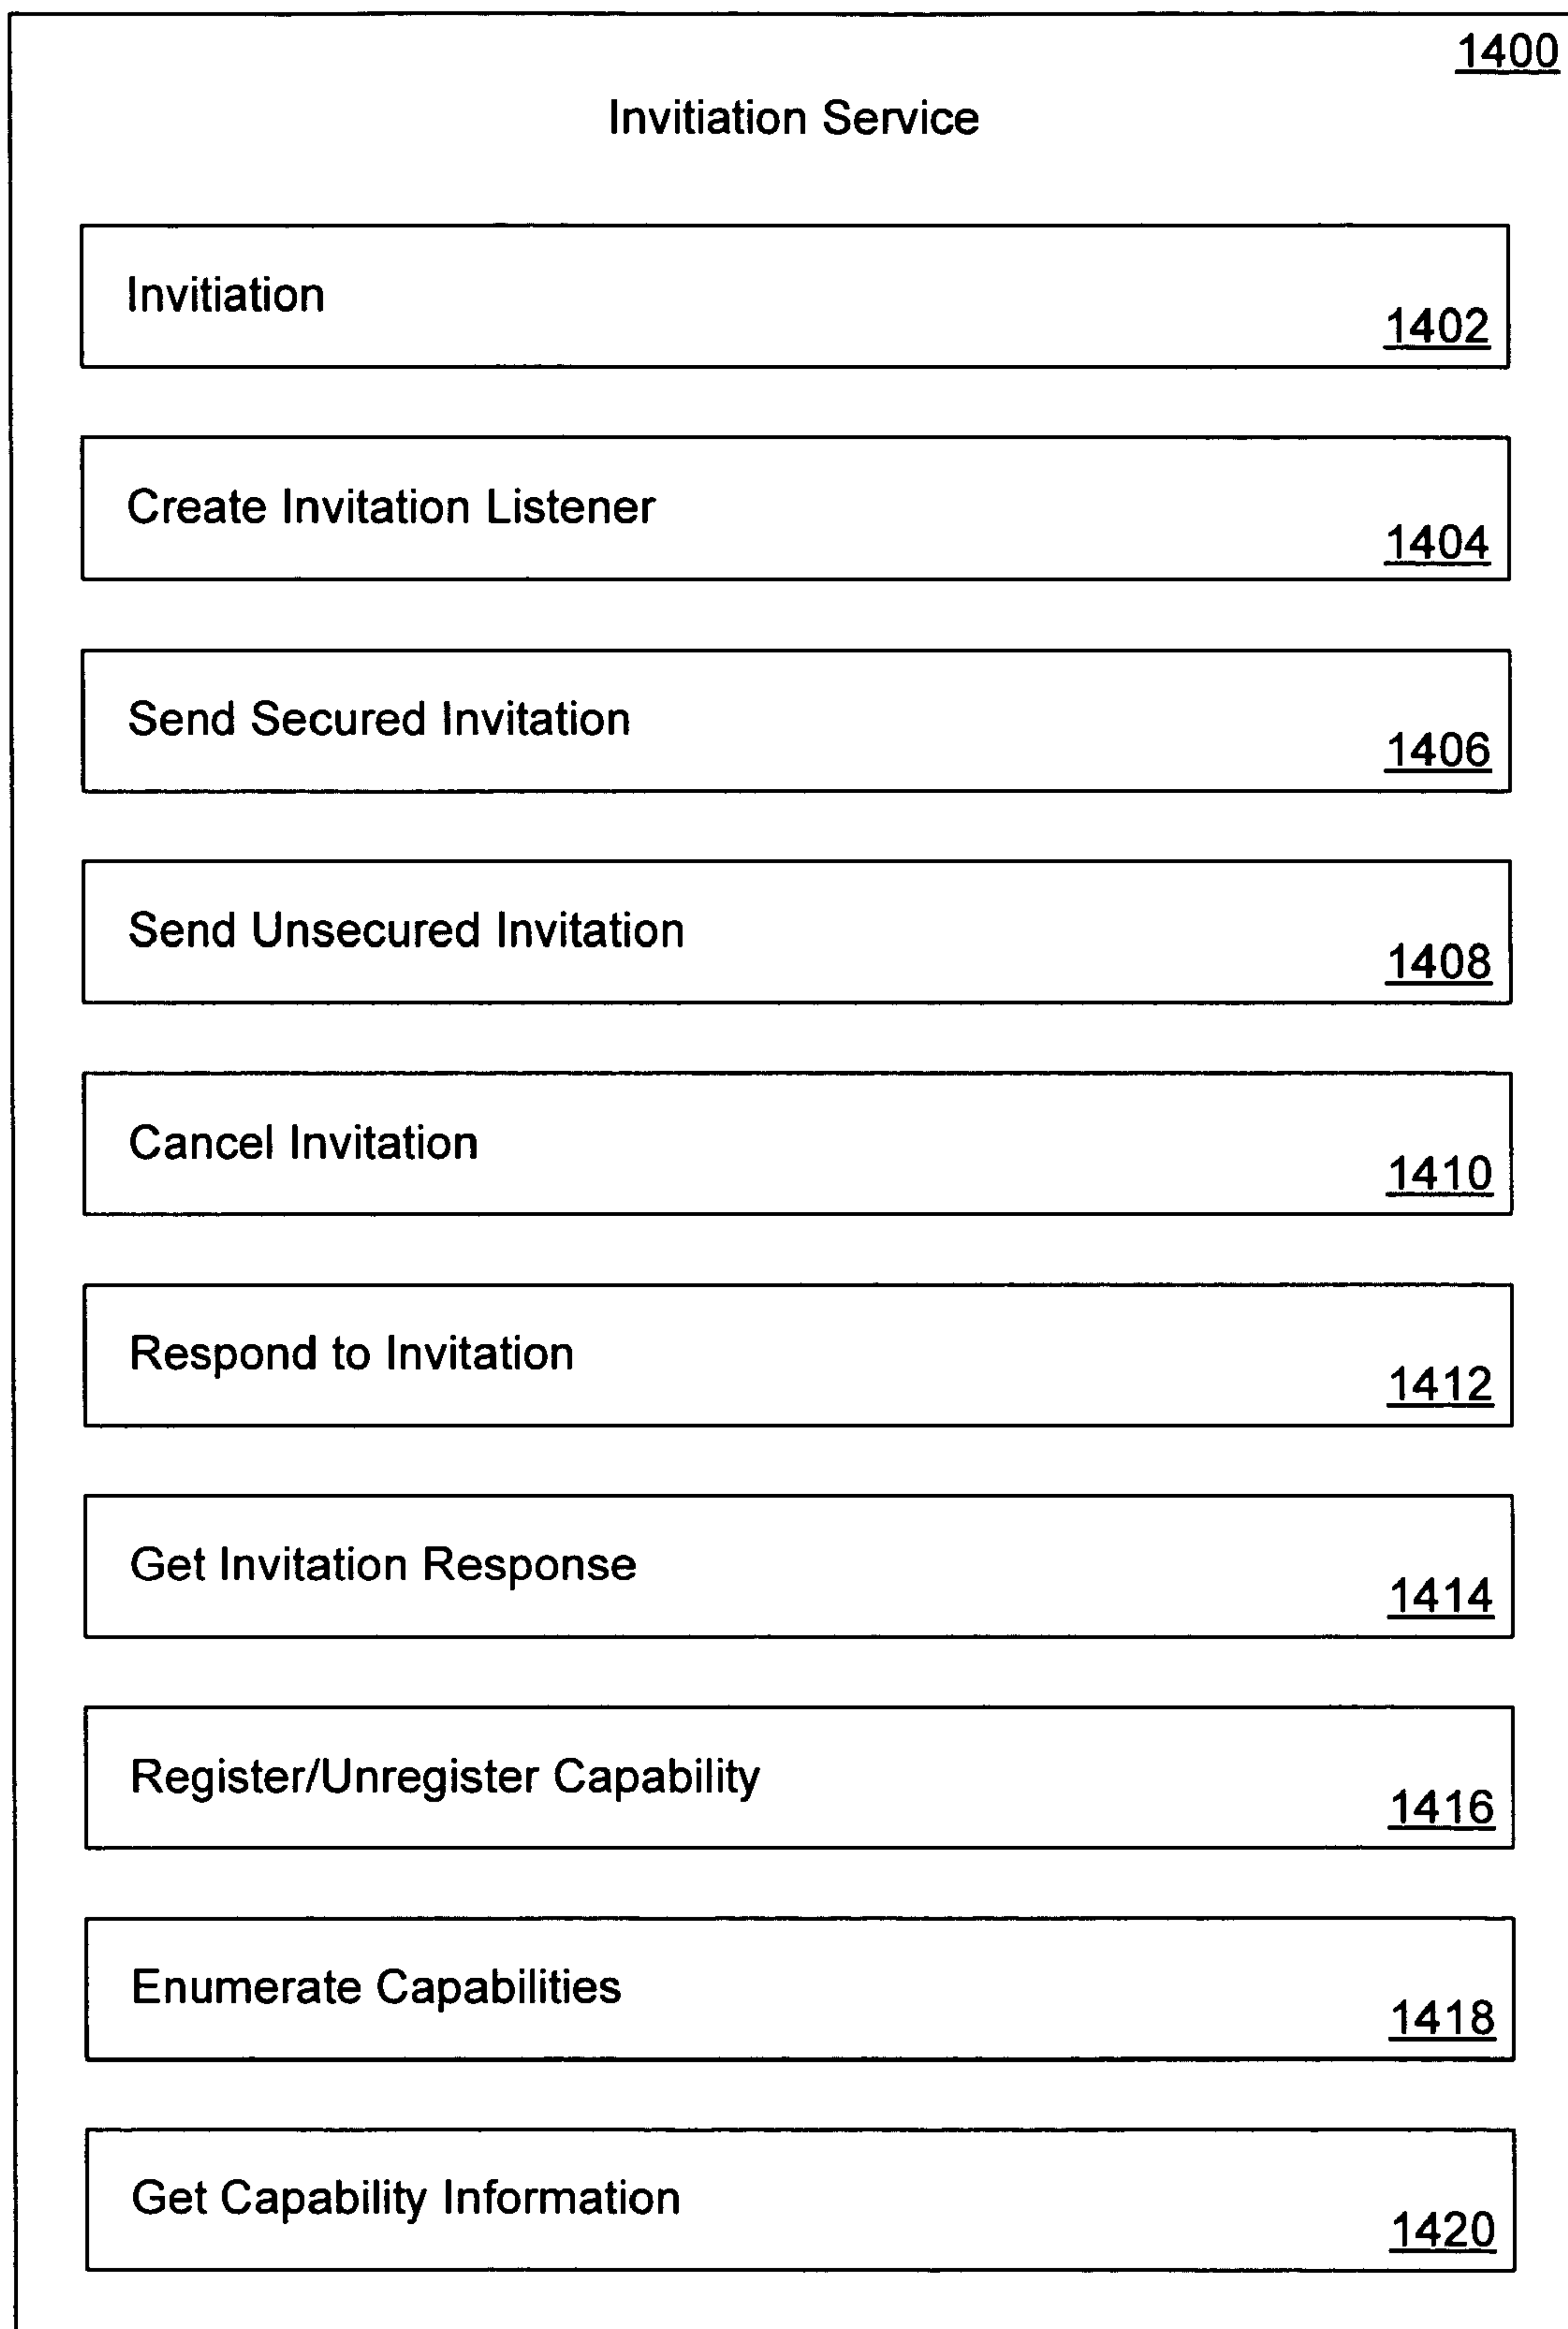 1400
Invitiation Service
Invitiation
1402
Create Invitation Listener
1404
Send Secured Invitation
1406
Send Unsecured Invitation
1408
Cancel Invitation
1410
Respond to Invitation
1412
Get Invitation Response
1414
Register/Unregister Capability
1416
Enumerate Capabilities
1418
Get Capability Information
1420